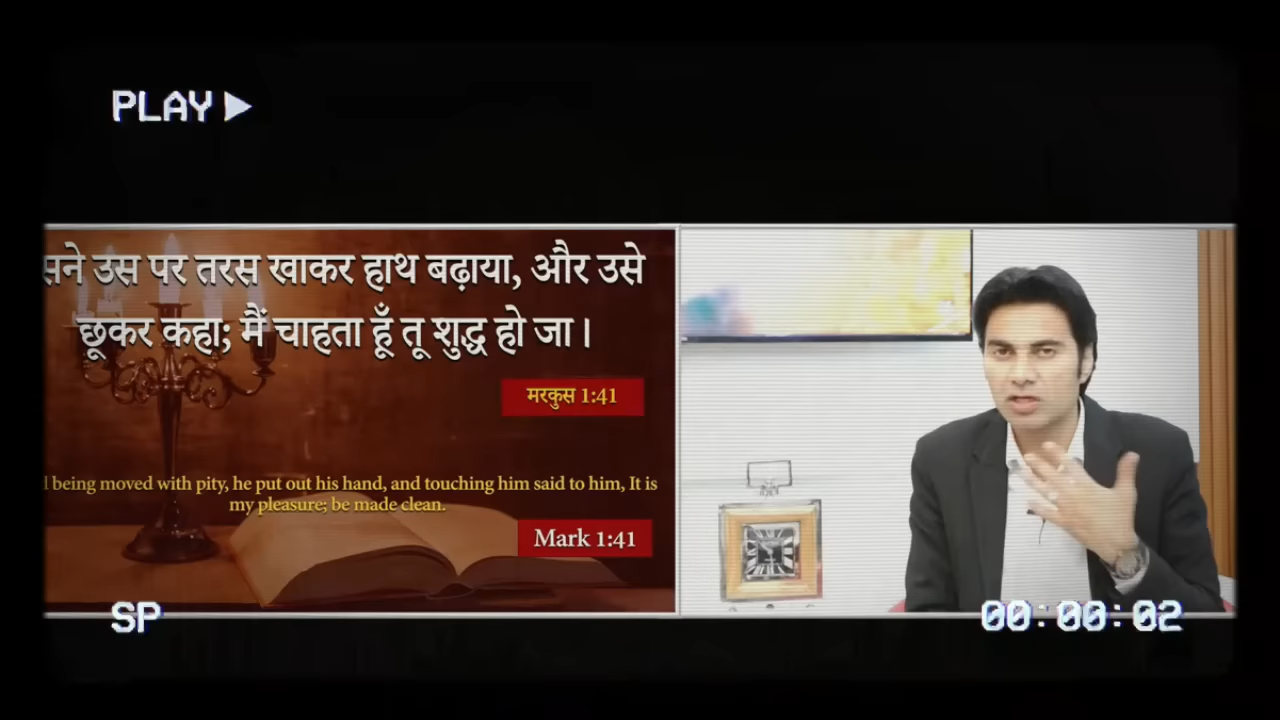 PLAY
सने उस पर तरस खाकर हाथ बढ़ाया, और उसे
छूकर कहा; मैं चाहता हूँ तू शुद्ध हो जा।
मरकुस 1:41
being moved with pity, he put out his hand, and touching him said to him, It is
my pleasure; be made clean.
Mark 1:41
SP
00:00:02